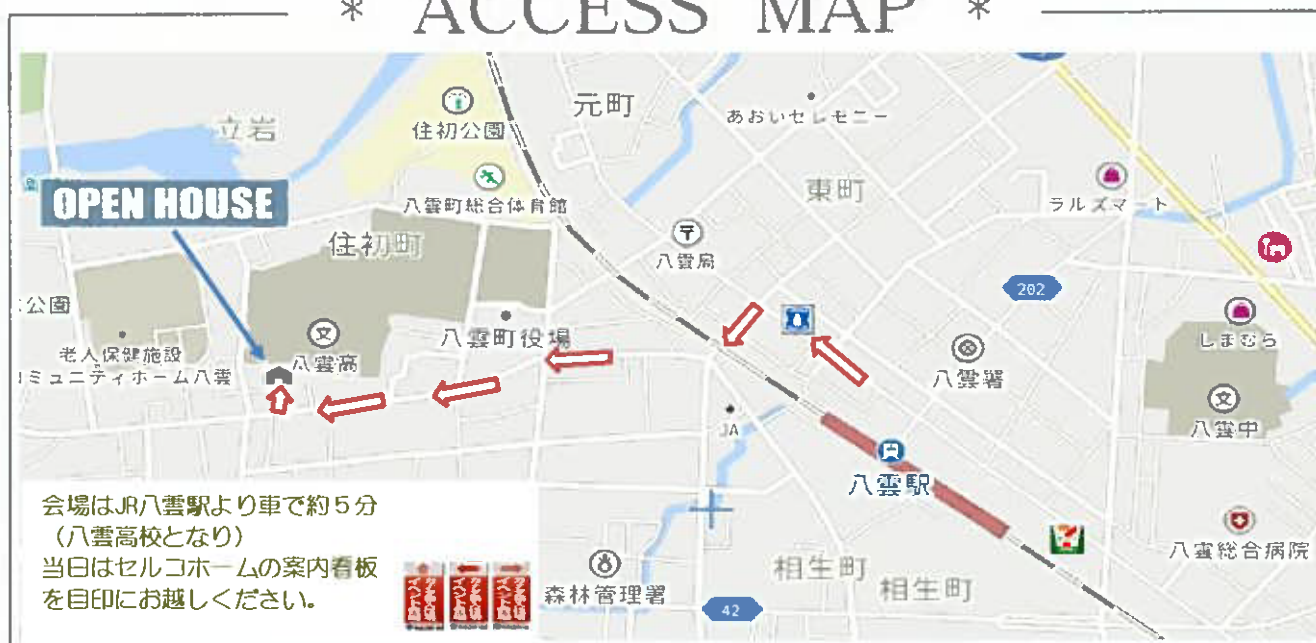 * ACCESS MAP *
元町
あおいセレモニー
立岩
住初公園
東町
ラルズマート
OPEN HOUSE
八雲町総合体育館
住初町
八雲局
202
公園
しまむら
八雲町役場
老人保健施設
ミュニティホーム八雲
八雲高
八雲署
八雲中
JA
八雲駅
会場はJR八雲駅より車で約5分
（八雲高校となり）
当日はセルコホームの案内看板
を目印にお越しください。
八雲総合病院
相生町
相生町
森林管理署
42